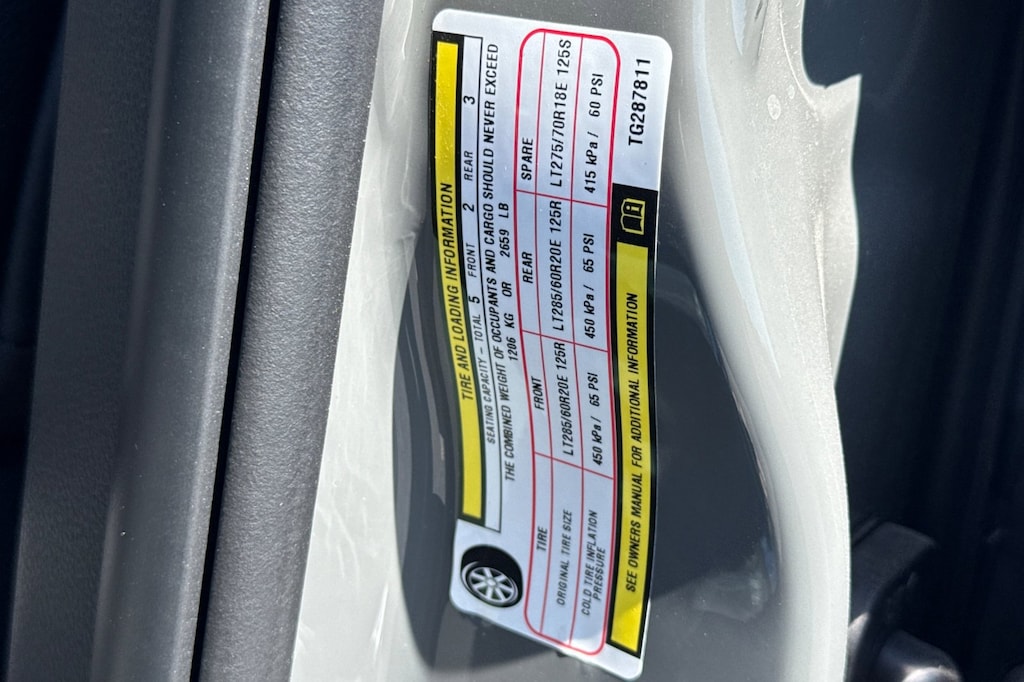 TIRE AND LOADING INFORMATION
SEATING CAPACITY – TOTAL 5 FRONT 2 REAR 3
THE COMBINED WEIGHT OF OCCUPANTS AND CARGO SHOULD NEVER EXCEED
1206 KG OR 2659 LB
TIRE FRONT REAR SPARE
ORIGINAL TIRE SIZE LT285/60R20E 125R LT285/60R20E 125R LT275/70R18E 125S
COLD TIRE INFLATION PRESSURE 450 kPa / 65 PSI 450 kPa / 65 PSI 415 kPa / 60 PSI
SEE OWNERS MANUAL FOR ADDITIONAL INFORMATION
TG287811